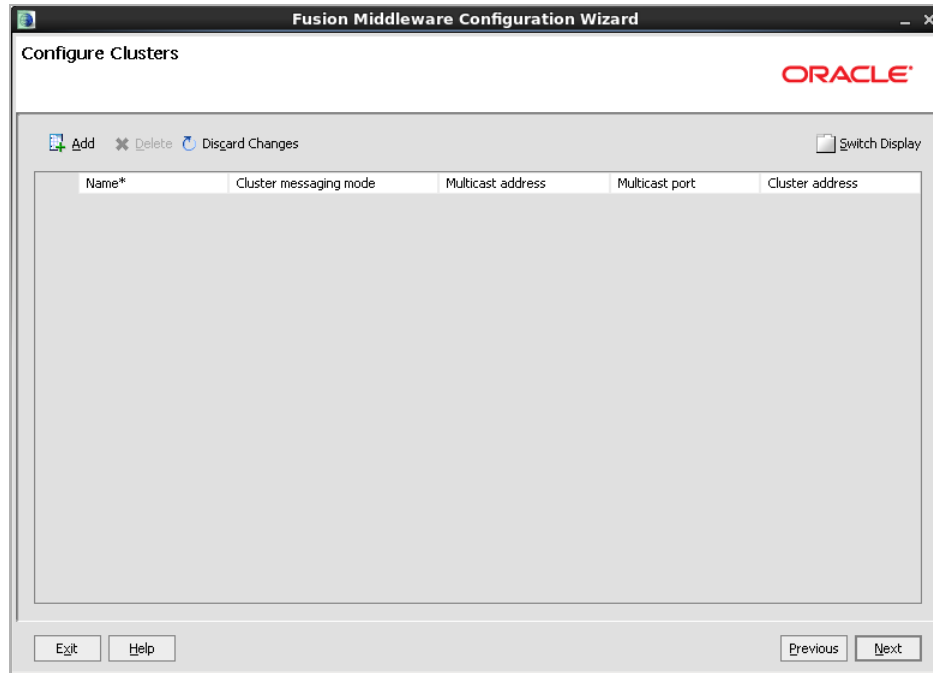 Fusion Middleware Configuration Wizard
Configure Clusters
ORACLE
Add Delete Discard Changes Switch Display
Name* Cluster messaging mode Multicast address Multicast port Cluster address
Exit Help Previous Next